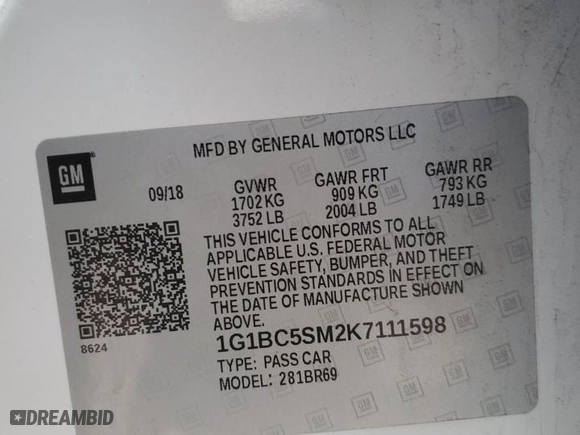 MFD BY GENERAL MOTORS LLC
GM
09/18
GVWR
1702 KG
3752 LB
GAWR FRT
909 KG
2004 LB
GAWR RR
793 KG
1749 LB
THIS VEHICLE CONFORMS TO ALL
APPLICABLE U.S. FEDERAL MOTOR
VEHICLE SAFETY, BUMPER, AND THEFT
PREVENTION STANDARDS IN EFFECT ON
THE DATE OF MANUFACTURE SHOWN
ABOVE.
8624
1G1BC5SM2K7111598
TYPE: PASS CAR
MODEL: 281BR69
DREAMBID